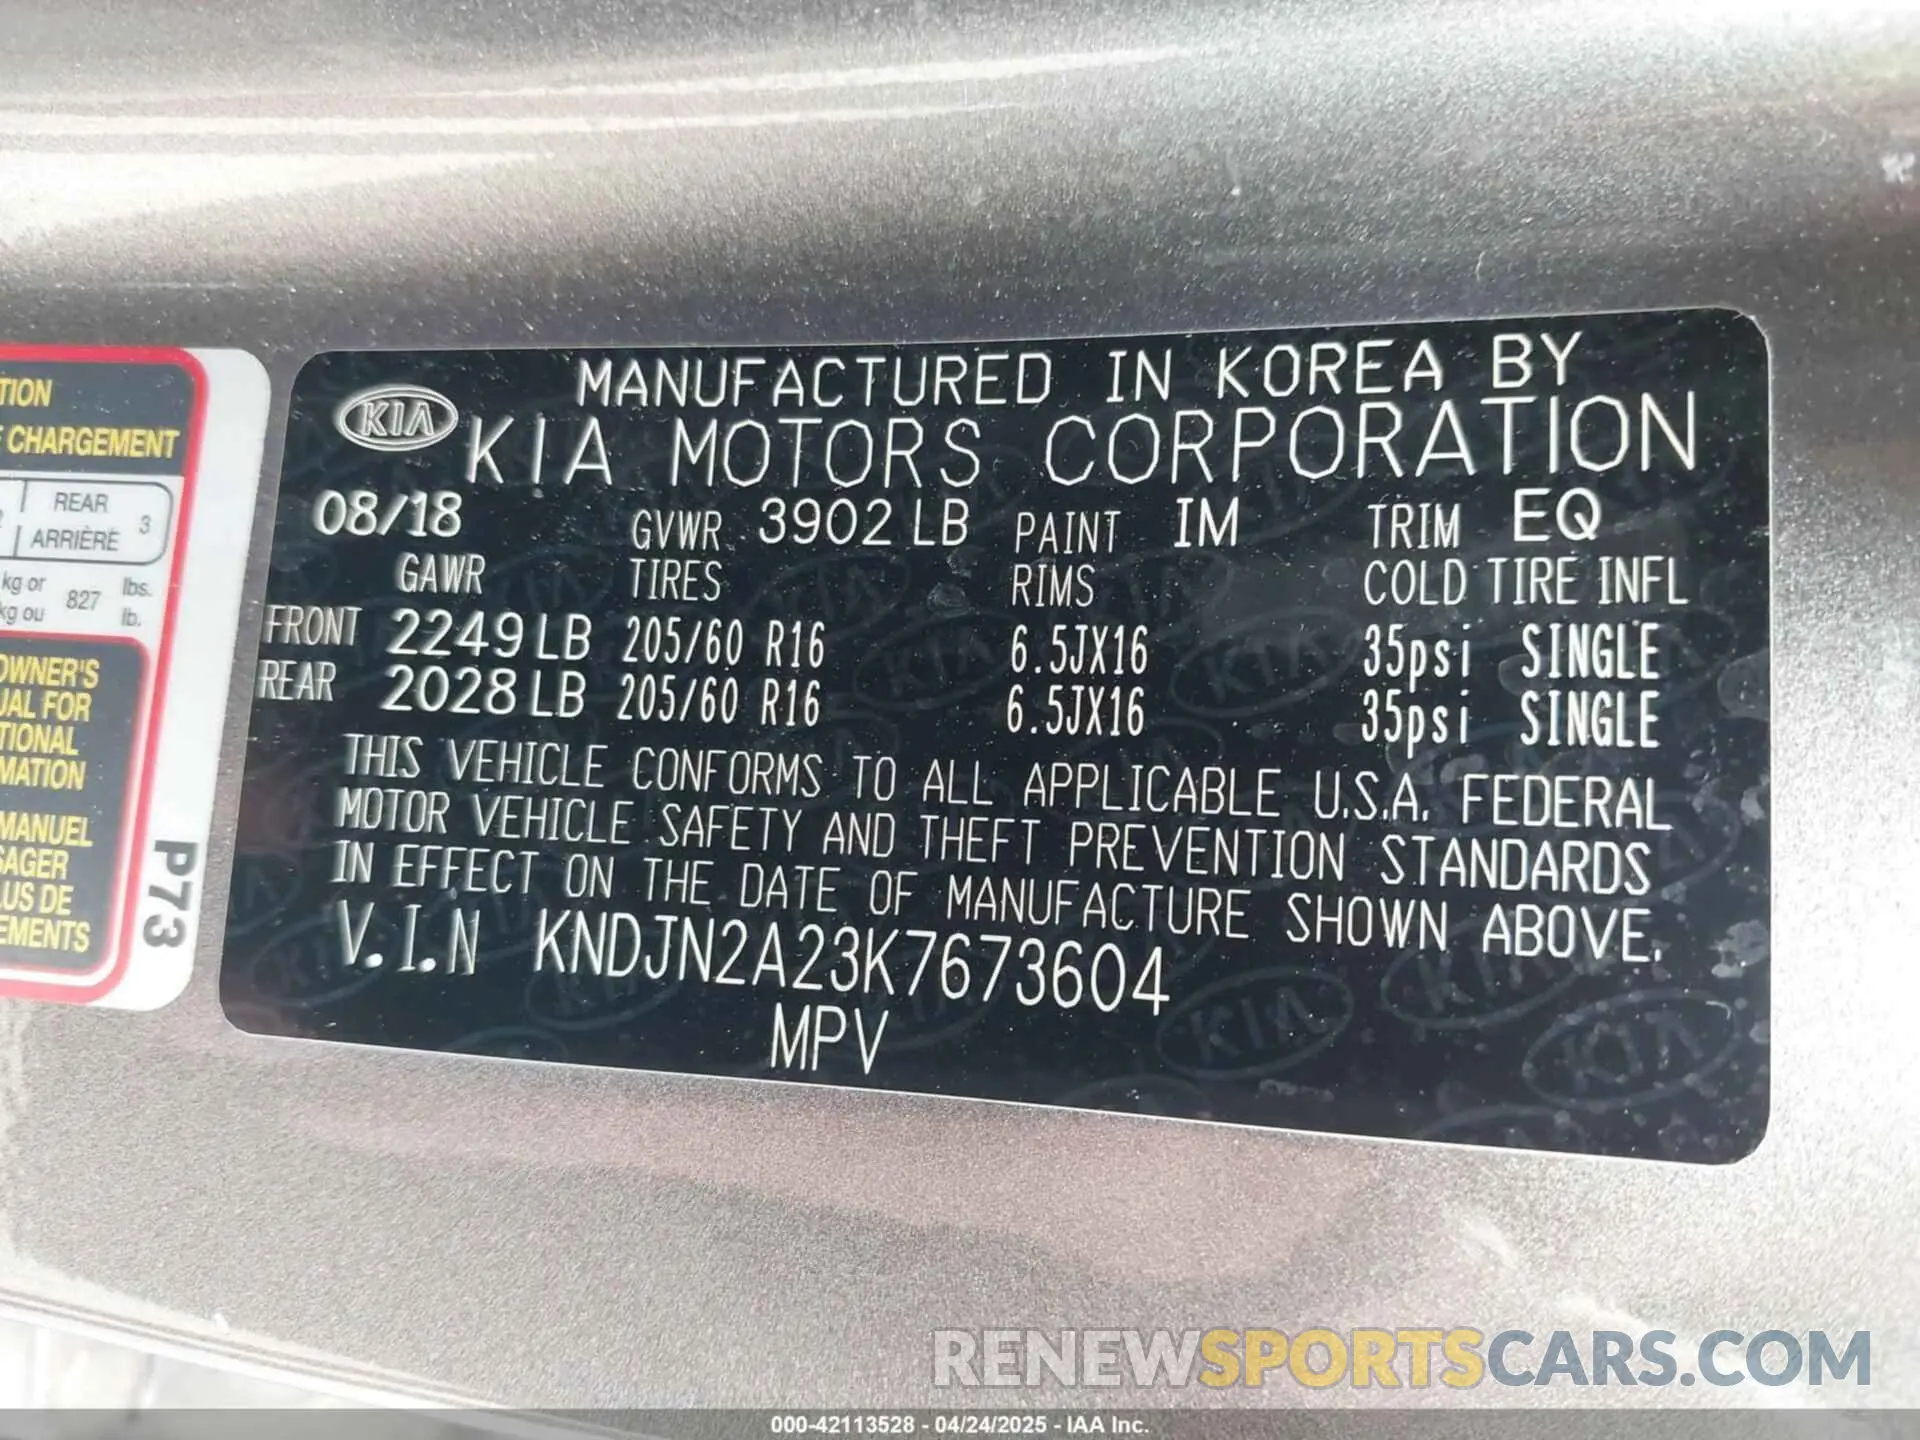 TION
E CHARGEMENT
REAR
ARRIÈRE 3
kg or
kg ou 827 lbs.
lb.
OWNER'S
UAL FOR
TIONAL
MATION
MANUEL
SAGER
LUS DE
EMENTS
P73
MANUFACTURED IN KOREA BY
KIA KIA MOTORS CORPORATION
08/18 GVWR 3902 LB PAINT IM TRIM EQ
GAWR TIRES RIMS COLD TIRE INFL
FRONT 2249 LB 205/60 R16 6.5JX16 35psi SINGLE
REAR 2028 LB 205/60 R16 6.5JX16 35psi SINGLE
THIS VEHICLE CONFORMS TO ALL APPLICABLE U.S.A. FEDERAL
MOTOR VEHICLE SAFETY AND THEFT PREVENTION STANDARDS
IN EFFECT ON THE DATE OF MANUFACTURE SHOWN ABOVE.
V.I.N KNDJN2A23K7673604
MPV
RENEWSPORTSCARS.COM
000-42113528 - 04/24/2025 - IAA Inc.